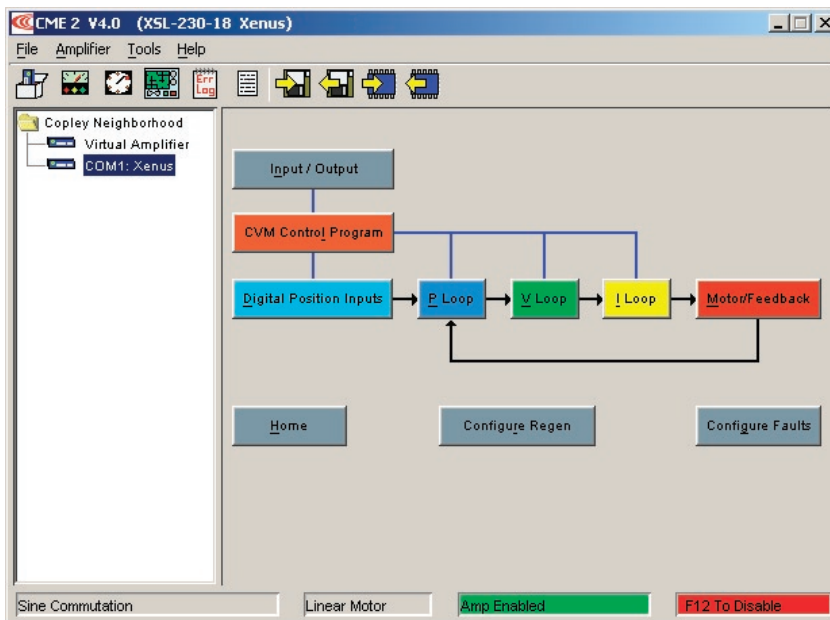 CME 2 V4.0 (XSL-230-18 Xenus)
File Amplifier Tools Help
Err
Log
Copley Neighborhood
Virtual Amplifier
COM1: Xenus
Input / Output
CVM Control Program
Digital Position Inputs
P Loop
V Loop
I Loop
Motor/Feedback
Home
Configure Regen
Configure Faults
Sine Commutation
Linear Motor
Amp Enabled
F12 To Disable